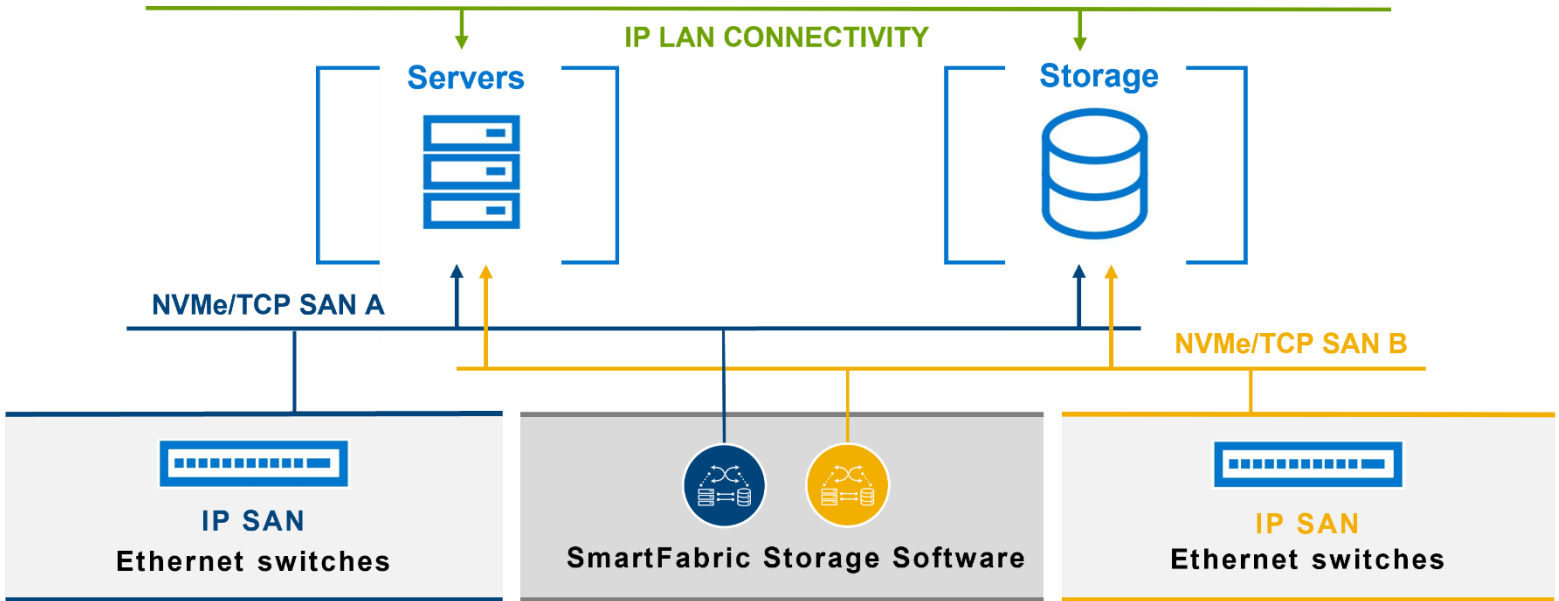 IP LAN CONNECTIVITY
Servers
Storage
NVMe/TCP SAN A
NVMe/TCP SAN B
IP SAN
Ethernet switches
SmartFabric Storage Software
IP SAN
Ethernet switches